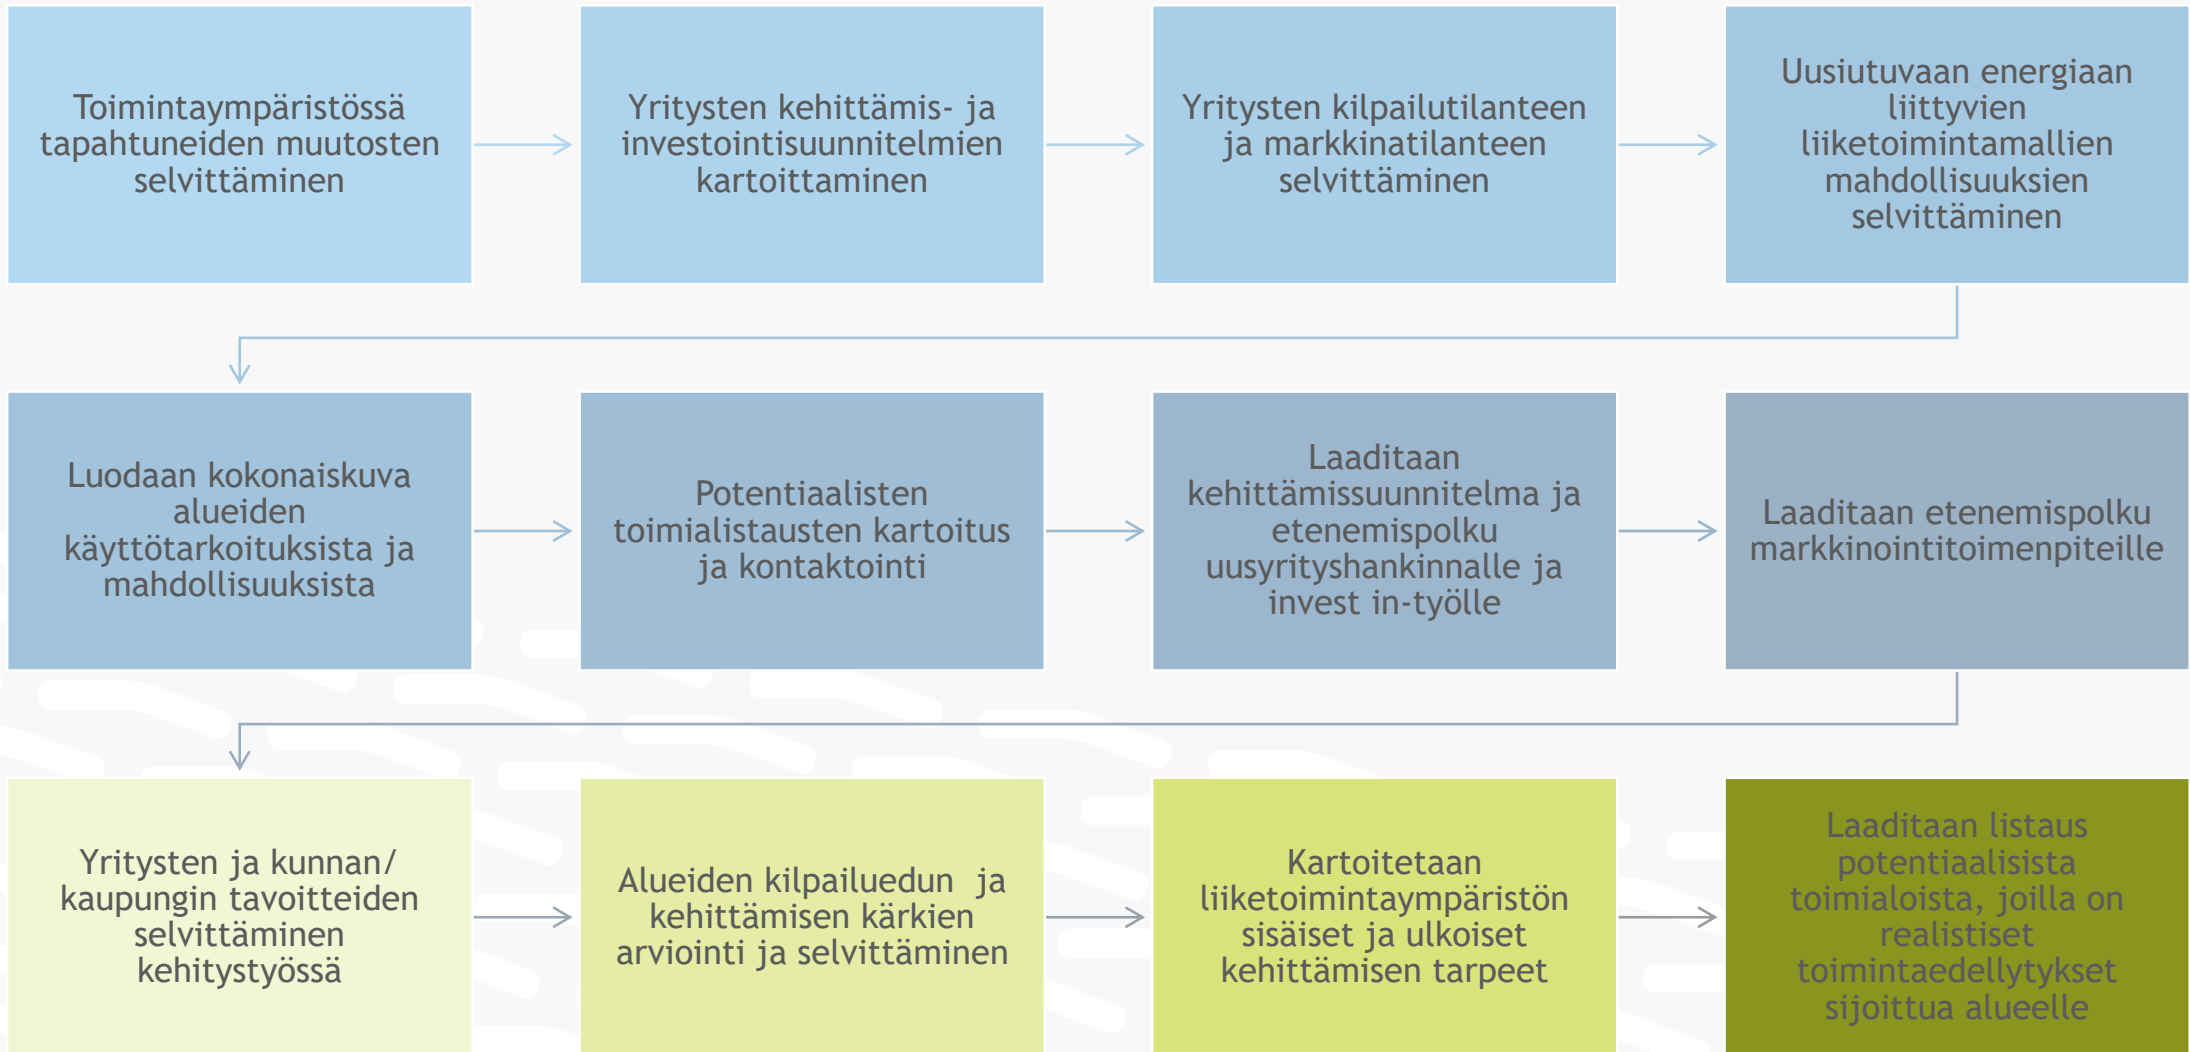 Toimintaympäristössä
tapahtuneiden muutosten
selvittäminen
Yritysten kehittämis- ja
investointisuunnitelmien
kartoittaminen
Yritysten kilpailutilanteen
ja markkinatilanteen
selvittäminen
Uusiutuvaan energiaan
liittyvien
liiketoimintamallien
mahdollisuuksien
selvittäminen
Luodaan kokonaiskuva
alueiden
käyttötarkoituksista ja
mahdollisuuksista
Potentiaalisten
toimialistausten kartoitus
ja kontaktointi
Laaditaan
kehittämissuunnitelma ja
etenemispolku
uusyrityshankinnalle ja
invest in-työlle
Laaditaan etenemispolku
markkinointitoimenpiteille
Yritysten ja kunnan/
kaupungin tavoitteiden
selvittäminen
kehitystyössä
Alueiden kilpailuedun ja
kehittämisen kärkien
arviointi ja selvittäminen
Kartoitetaan
liiketoimintaympäristön
sisäiset ja ulkoiset
kehittämisen tarpeet
Laaditaan listaus
potentiaalisista
toimialoista, joilla on
realistiset
toimintaedellytykset
sijoittua alueelle